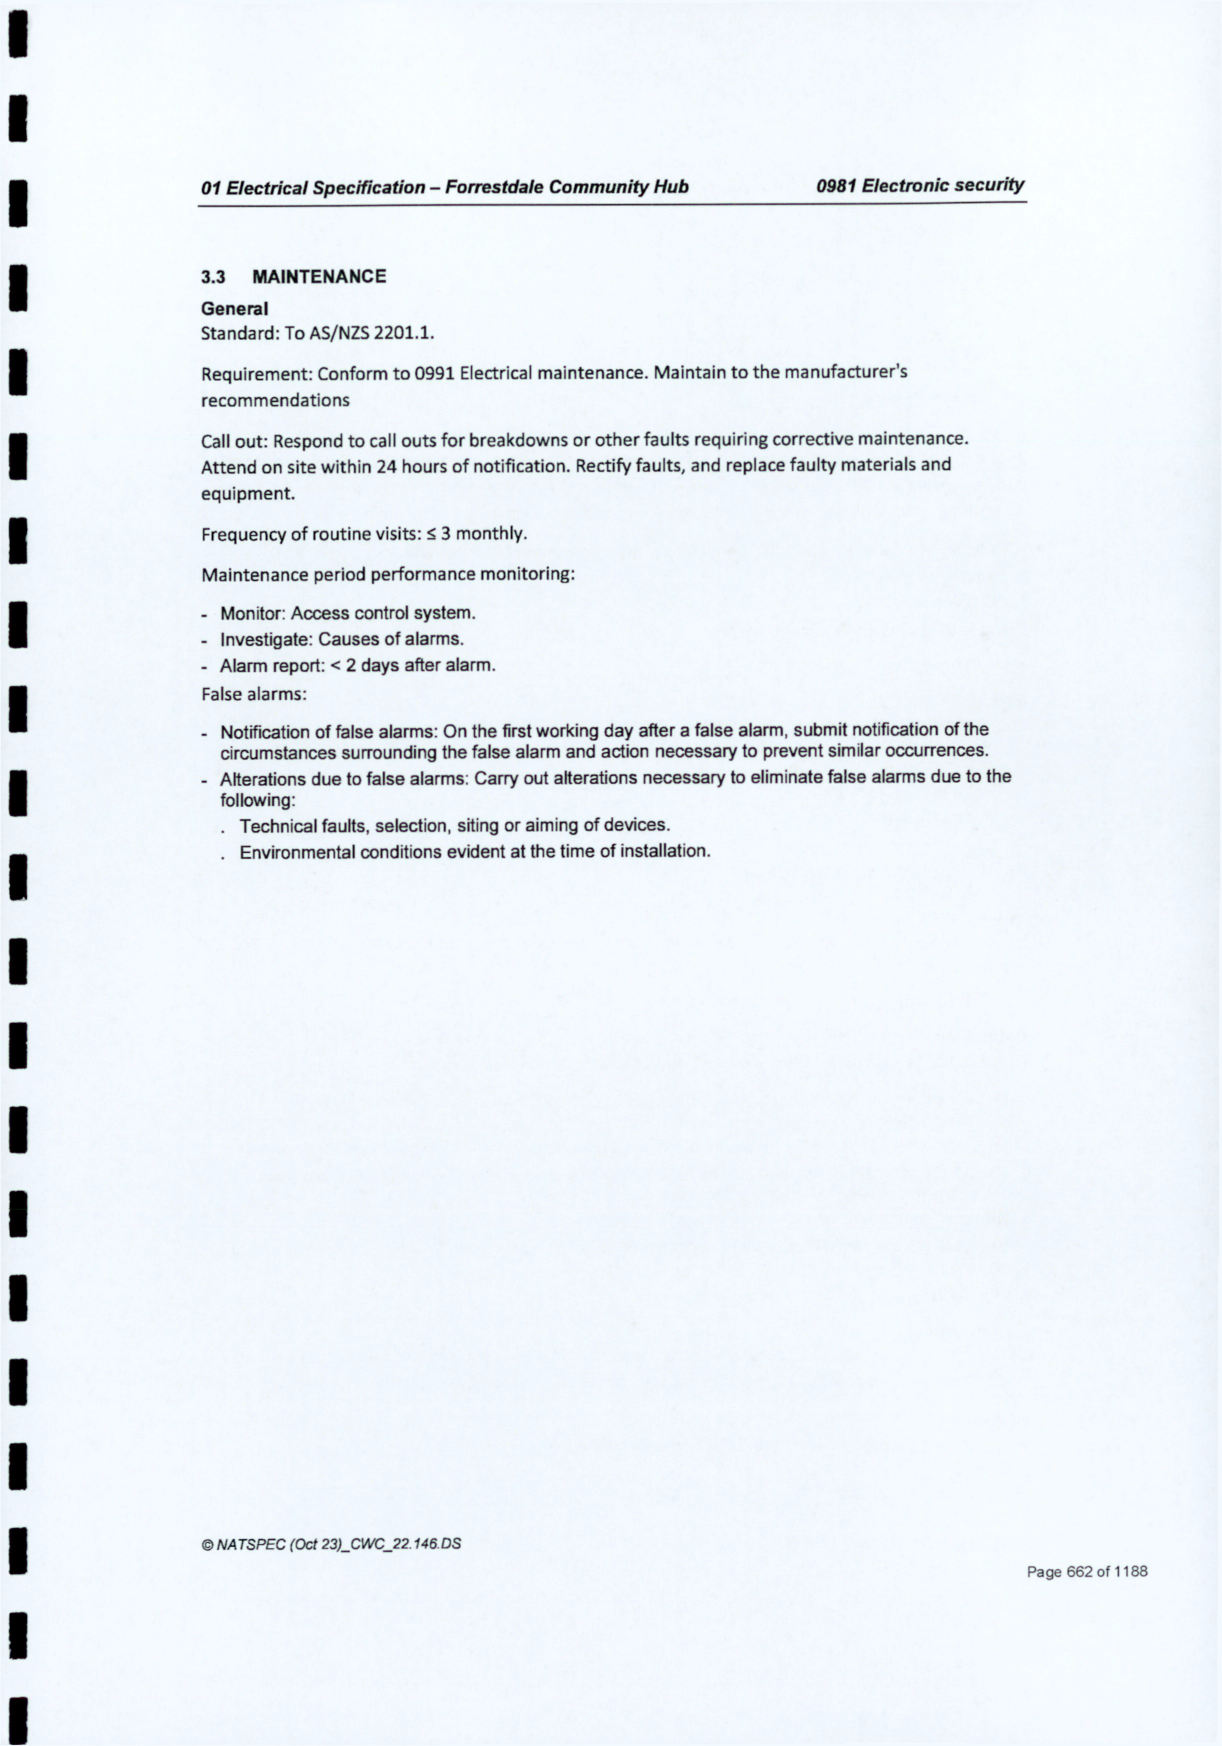 01 Electrical Specification – Forrestdale Community Hub 0981 Electronic security
3.3 MAINTENANCE
General
Standard: To AS/NZS 2201.1.
Requirement: Conform to 0991 Electrical maintenance. Maintain to the manufacturer's
recommendations
Call out: Respond to call outs for breakdowns or other faults requiring corrective maintenance.
Attend on site within 24 hours of notification. Rectify faults, and replace faulty materials and
equipment.
Frequency of routine visits: ≤ 3 monthly.
Maintenance period performance monitoring:
- Monitor: Access control system.
- Investigate: Causes of alarms.
- Alarm report: < 2 days after alarm.
False alarms:
- Notification of false alarms: On the first working day after a false alarm, submit notification of the
circumstances surrounding the false alarm and action necessary to prevent similar occurrences.
- Alterations due to false alarms: Carry out alterations necessary to eliminate false alarms due to the
following:
. Technical faults, selection, siting or aiming of devices.
. Environmental conditions evident at the time of installation.
© NATSPEC (Oct 23)_CWC_22.146.DS
Page 662 of 1188